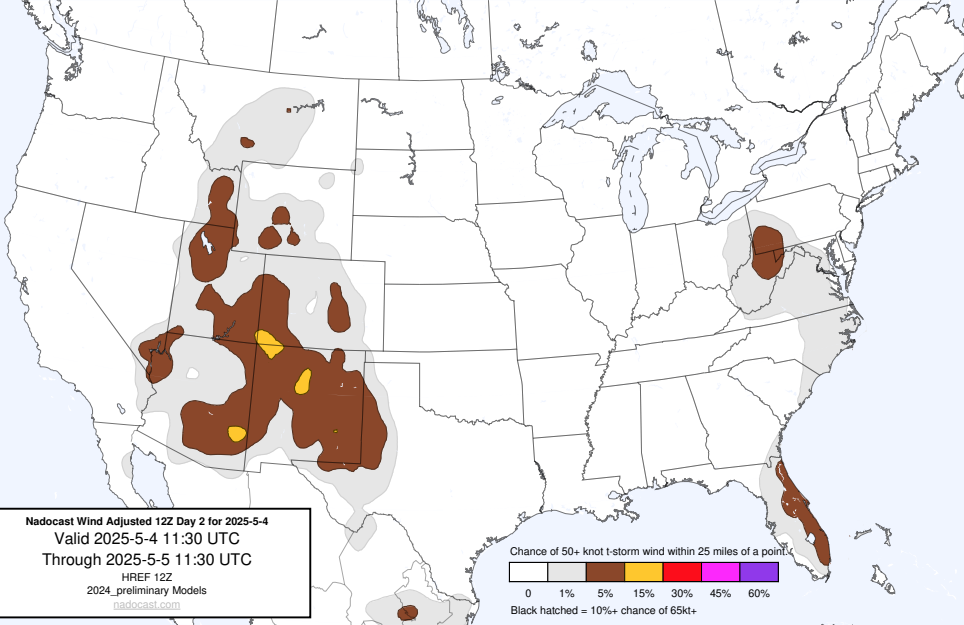 Nadocast Wind Adjusted 12Z Day 2 for 2025-5-4
Valid 2025-5-4 11:30 UTC
Through 2025-5-5 11:30 UTC
HREF 12Z
2024_preliminary Models
nadocast.com
Chance of 50+ knot t-storm wind within 25 miles of a point.
0 1% 5% 15% 30% 45% 60%
Black hatched = 10%+ chance of 65kt+